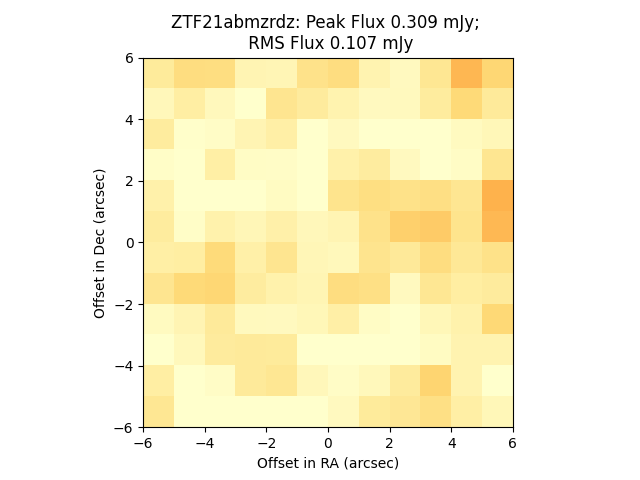 ZTF21abmzrdz: Peak Flux 0.309 mJy;
RMS Flux 0.107 mJy
6
4
2
0
−2
−4
−6
Offset in Dec (arcsec)
−6 −4 −2 0 2 4 6
Offset in RA (arcsec)